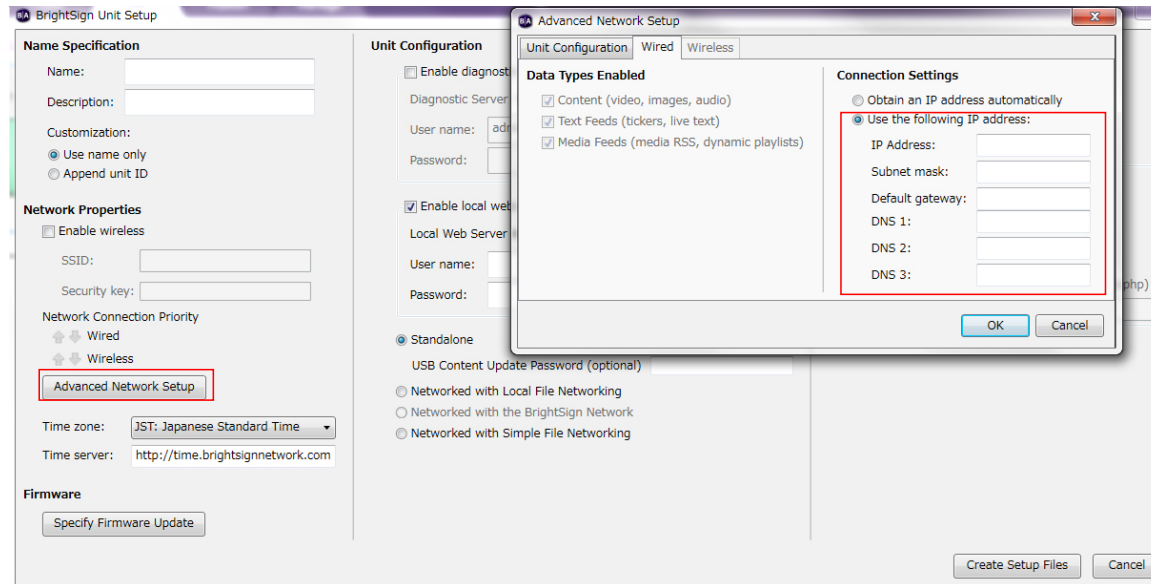 BrightSign Unit Setup
Name Specification
Name:
Description:
Customization:
Use name only
Append unit ID
Network Properties
Enable wireless
SSID:
Security key:
Network Connection Priority
Wired
Wireless
Advanced Network Setup
Time zone:
JST: Japanese Standard Time
Time server:
http://time.brightsignnetwork.com
Firmware
Specify Firmware Update
Unit Configuration
Enable diagnost
Diagnostic Server
User name:
adm
Password:
Enable local web
Local Web Server
User name:
Password:
Standalone
USB Content Update Password (optional)
Networked with Local File Networking
Networked with the BrightSign Network
Networked with Simple File Networking
php)
Create Setup Files
Cancel
Advanced Network Setup
Unit Configuration
Wired
Wireless
Data Types Enabled
Content (video, images, audio)
Text Feeds (tickers, live text)
Media Feeds (media RSS, dynamic playlists)
Connection Settings
Obtain an IP address automatically
Use the following IP address:
IP Address:
Subnet mask:
Default gateway:
DNS 1:
DNS 2:
DNS 3:
OK
Cancel